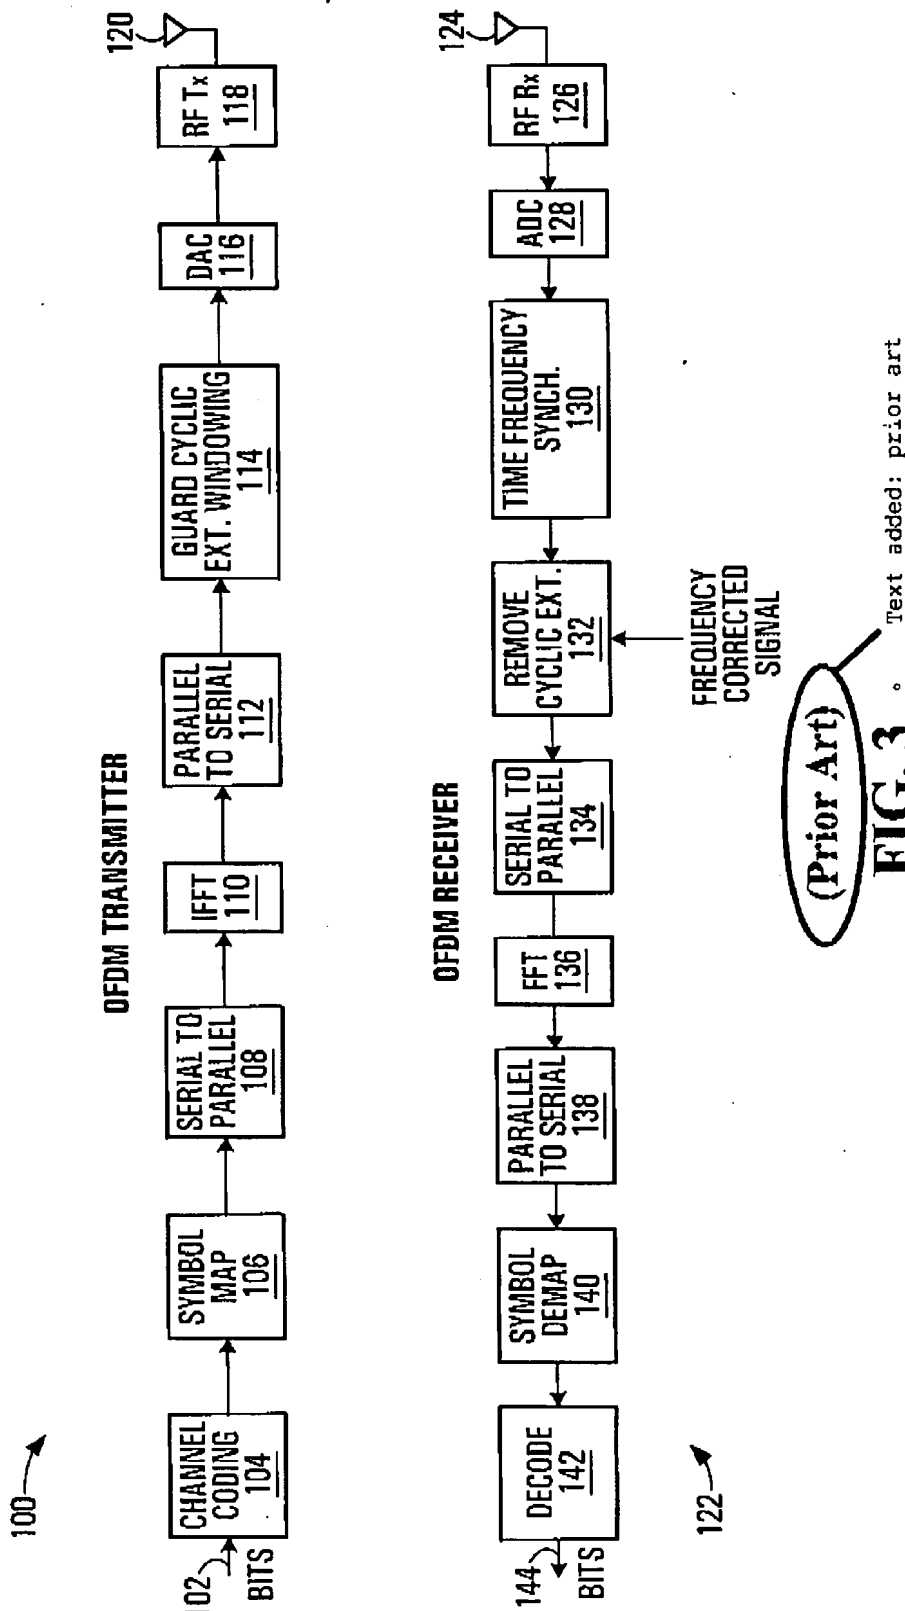 100
OFDM TRANSMITTER
102
BITS
CHANNEL
CODING
104
SYMBOL
MAP
106
SERIAL TO
PARALLEL
108
IFFT
110
PARALLEL
TO SERIAL
112
GUARD CYCLIC
EXT. WINDOWING
114
DAC
116
RF Tx
118
120
OFDM RECEIVER
144
BITS
DECODE
142
SYMBOL
DEMAP
140
PARALLEL
TO SERIAL
138
FFT
136
SERIAL TO
PARALLEL
134
REMOVE
CYCLIC EXT.
132
TIME FREQUENCY
SYNCH.
130
ADC
128
RF Rx
126
124
122
FREQUENCY
CORRECTED
SIGNAL
(Prior Art)
Text added: prior art
FIG. 3